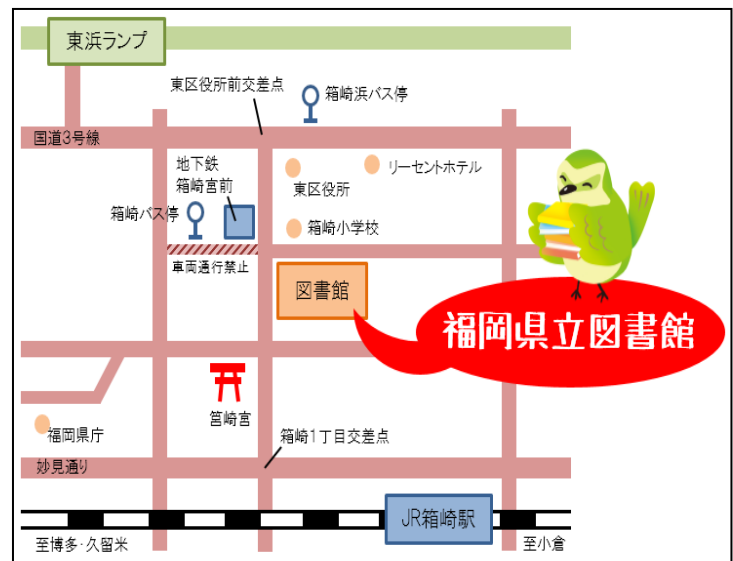 東浜ランプ
東区役所前交差点
箱崎浜バス停
国道3号線
地下鉄
箱崎宮前
東区役所
リーセントホテル
箱崎バス停
箱崎小学校
車両通行禁止
図書館
福岡県立図書館
筥崎宮
福岡県庁
箱崎1丁目交差点
妙見通り
JR箱崎駅
至博多・久留米
至小倉